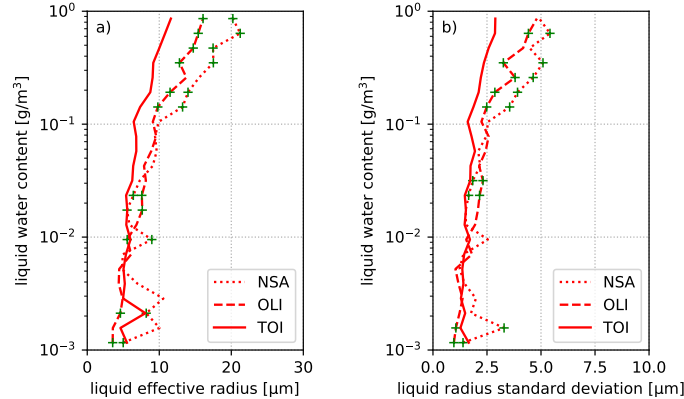 a)
10⁰
10⁻¹
10⁻²
10⁻³
liquid water content [g/m³]
NSA
OLI
TOI
0
10
20
30
liquid effective radius [µm]
b)
10⁰
10⁻¹
10⁻²
10⁻³
liquid water content [g/m³]
NSA
OLI
TOI
0.0
2.5
5.0
7.5
10.0
liquid radius standard deviation [µm]